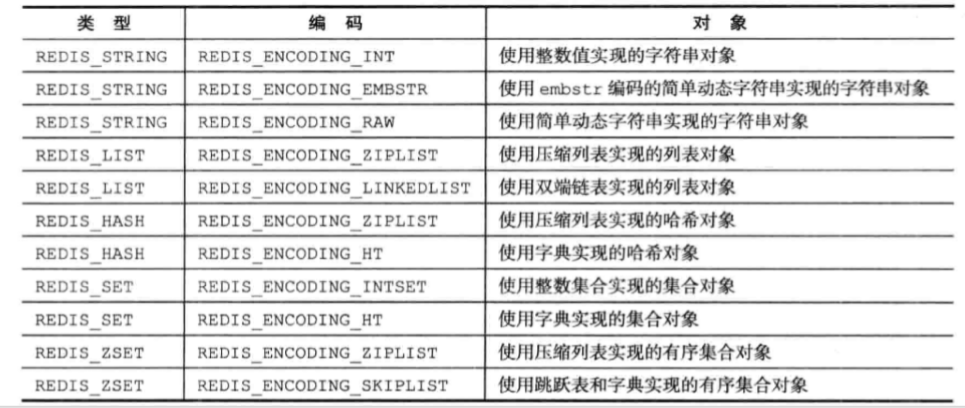 类 型 编 码 对 象
REDIS_STRING REDIS_ENCODING_INT 使用整数值实现的字符串对象
REDIS_STRING REDIS_ENCODING_EMBSTR 使用 embstr 编码的简单动态字符串实现的字符串对象
REDIS_STRING REDIS_ENCODING_RAW 使用简单动态字符串实现的字符串对象
REDIS_LIST REDIS_ENCODING_ZIPLIST 使用压缩列表实现的列表对象
REDIS_LIST REDIS_ENCODING_LINKEDLIST 使用双端链表实现的列表对象
REDIS_HASH REDIS_ENCODING_ZIPLIST 使用压缩列表实现的哈希对象
REDIS_HASH REDIS_ENCODING_HT 使用字典实现的哈希对象
REDIS_SET REDIS_ENCODING_INTSET 使用整数集合实现的集合对象
REDIS_SET REDIS_ENCODING_HT 使用字典实现的集合对象
REDIS_ZSET REDIS_ENCODING_ZIPLIST 使用压缩列表实现的有序集合对象
REDIS_ZSET REDIS_ENCODING_SKIPLIST 使用跳跃表和字典实现的有序集合对象